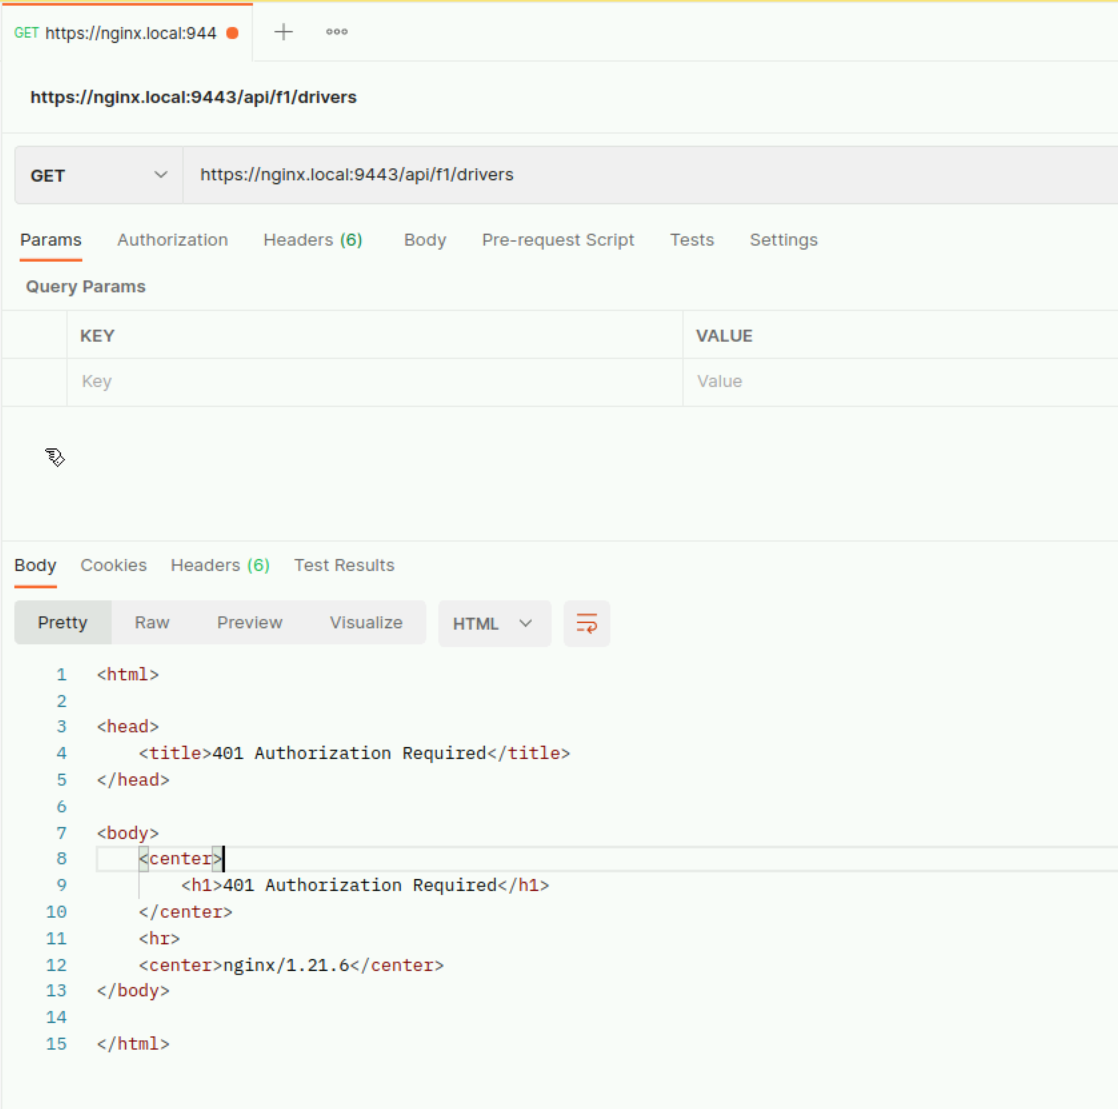 GET https://nginx.local:944
https://nginx.local:9443/api/f1/drivers
GET https://nginx.local:9443/api/f1/drivers
Params Authorization Headers (6) Body Pre-request Script Tests Settings
Query Params
KEY VALUE
Key Value
Body Cookies Headers (6) Test Results
Pretty Raw Preview Visualize HTML
1 <html>
2
3 <head>
4 <title>401 Authorization Required</title>
5 </head>
6
7 <body>
8 <center>
9 <h1>401 Authorization Required</h1>
10 </center>
11 <hr>
12 <center>nginx/1.21.6</center>
13 </body>
14
15 </html>